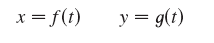 x = f(t) y = g(t)